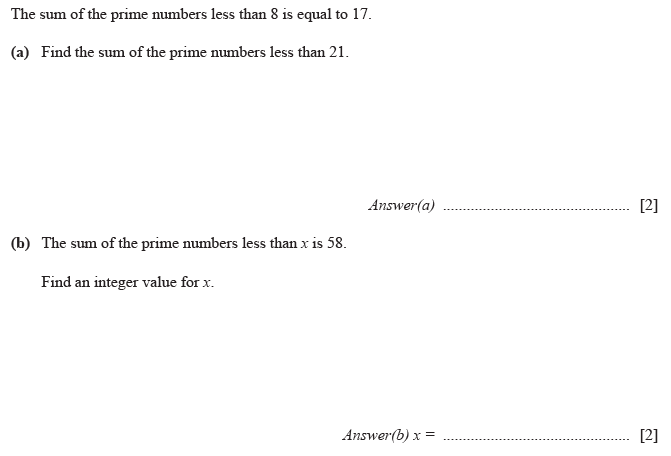 The sum of the prime numbers less than 8 is equal to 17.
(a) Find the sum of the prime numbers less than 21.
Answer(a) ................................................ [2]
(b) The sum of the prime numbers less than x is 58.
Find an integer value for x.
Answer(b) x = ................................................ [2]